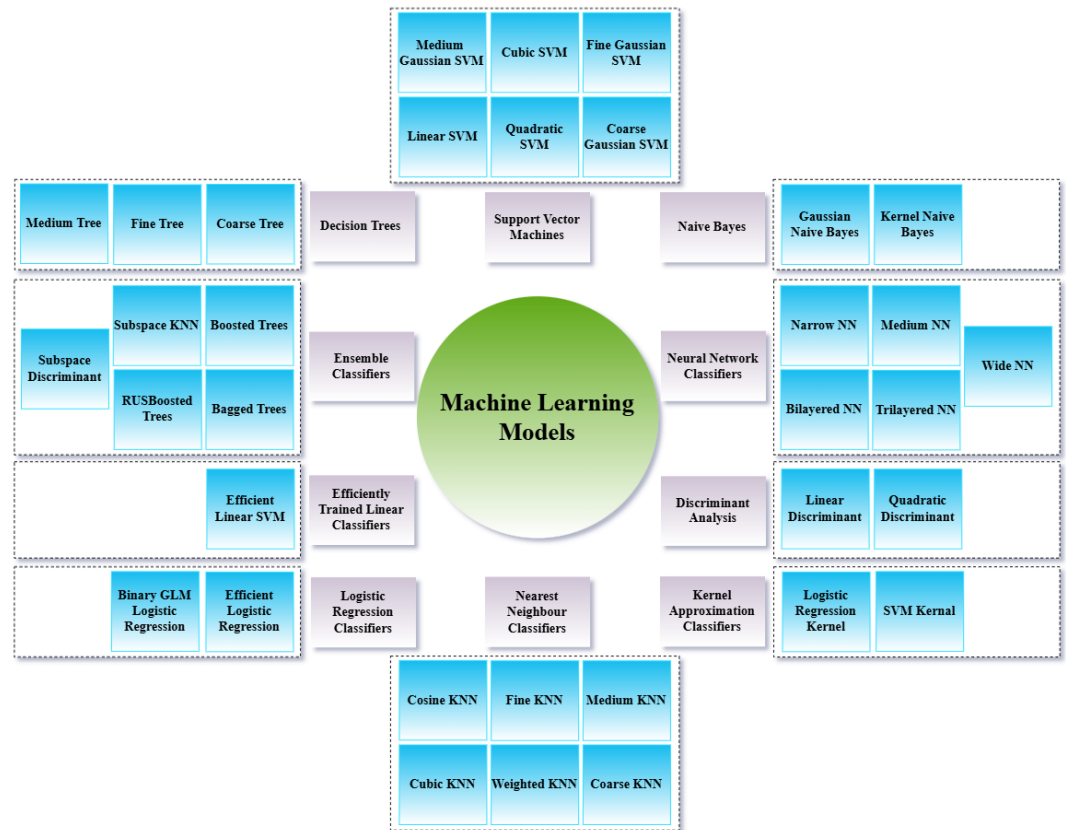 Medium
Gaussian SVM
Cubic SVM
Fine Gaussian
SVM
Linear SVM
Quadratic
SVM
Coarse
Gaussian SVM
Medium Tree
Fine Tree
Coarse Tree
Decision Trees
Support Vector
Machines
Naive Bayes
Gaussian
Naive Bayes
Kernel Naive
Bayes
Subspace
Discriminant
Subspace KNN
Boosted Trees
RUSBoosted
Trees
Bagged Trees
Ensemble
Classifiers
Machine Learning
Models
Neural Network
Classifiers
Narrow NN
Medium NN
Wide NN
Bilayered NN
Trilayered NN
Efficient
Linear SVM
Efficiently
Trained Linear
Classifiers
Discriminant
Analysis
Linear
Discriminant
Quadratic
Discriminant
Binary GLM
Logistic
Regression
Efficient
Logistic
Regression
Logistic
Regression
Classifiers
Nearest
Neighbour
Classifiers
Kernel
Approximation
Classifiers
Logistic
Regression
Kernel
SVM Kernal
Cosine KNN
Fine KNN
Medium KNN
Cubic KNN
Weighted KNN
Coarse KNN